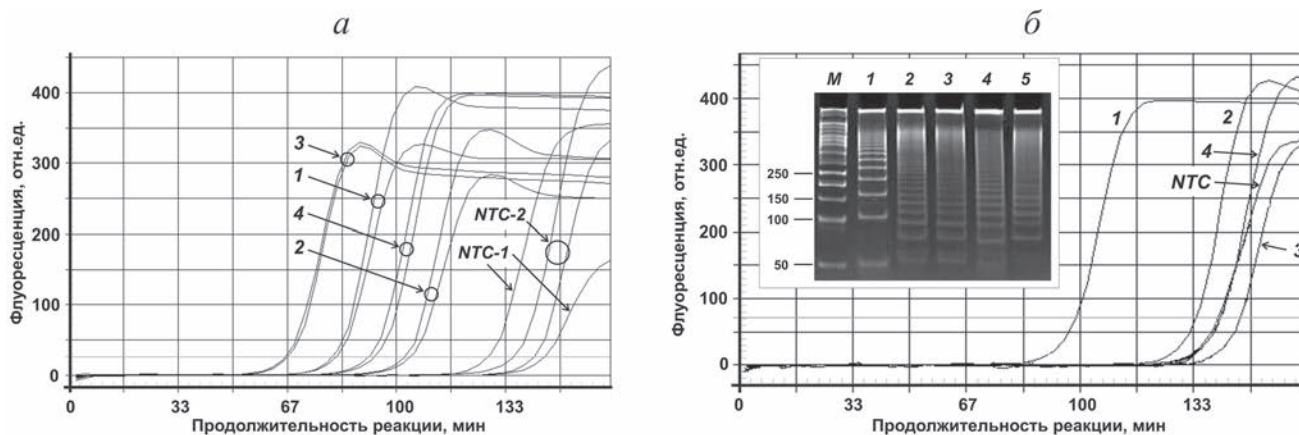 а
400
300
200
100
0
Флуоресценция, отн.ед.
3
1
4
2
NTC-2
NTC-1
0 33 67 100 133
Продолжительность реакции, мин
б
400
300
200
100
0
Флуоресценция, отн.ед.
M 1 2 3 4 5
250
150
100
50
1
2
4
NTC
3
0 33 67 100 133
Продолжительность реакции, мин